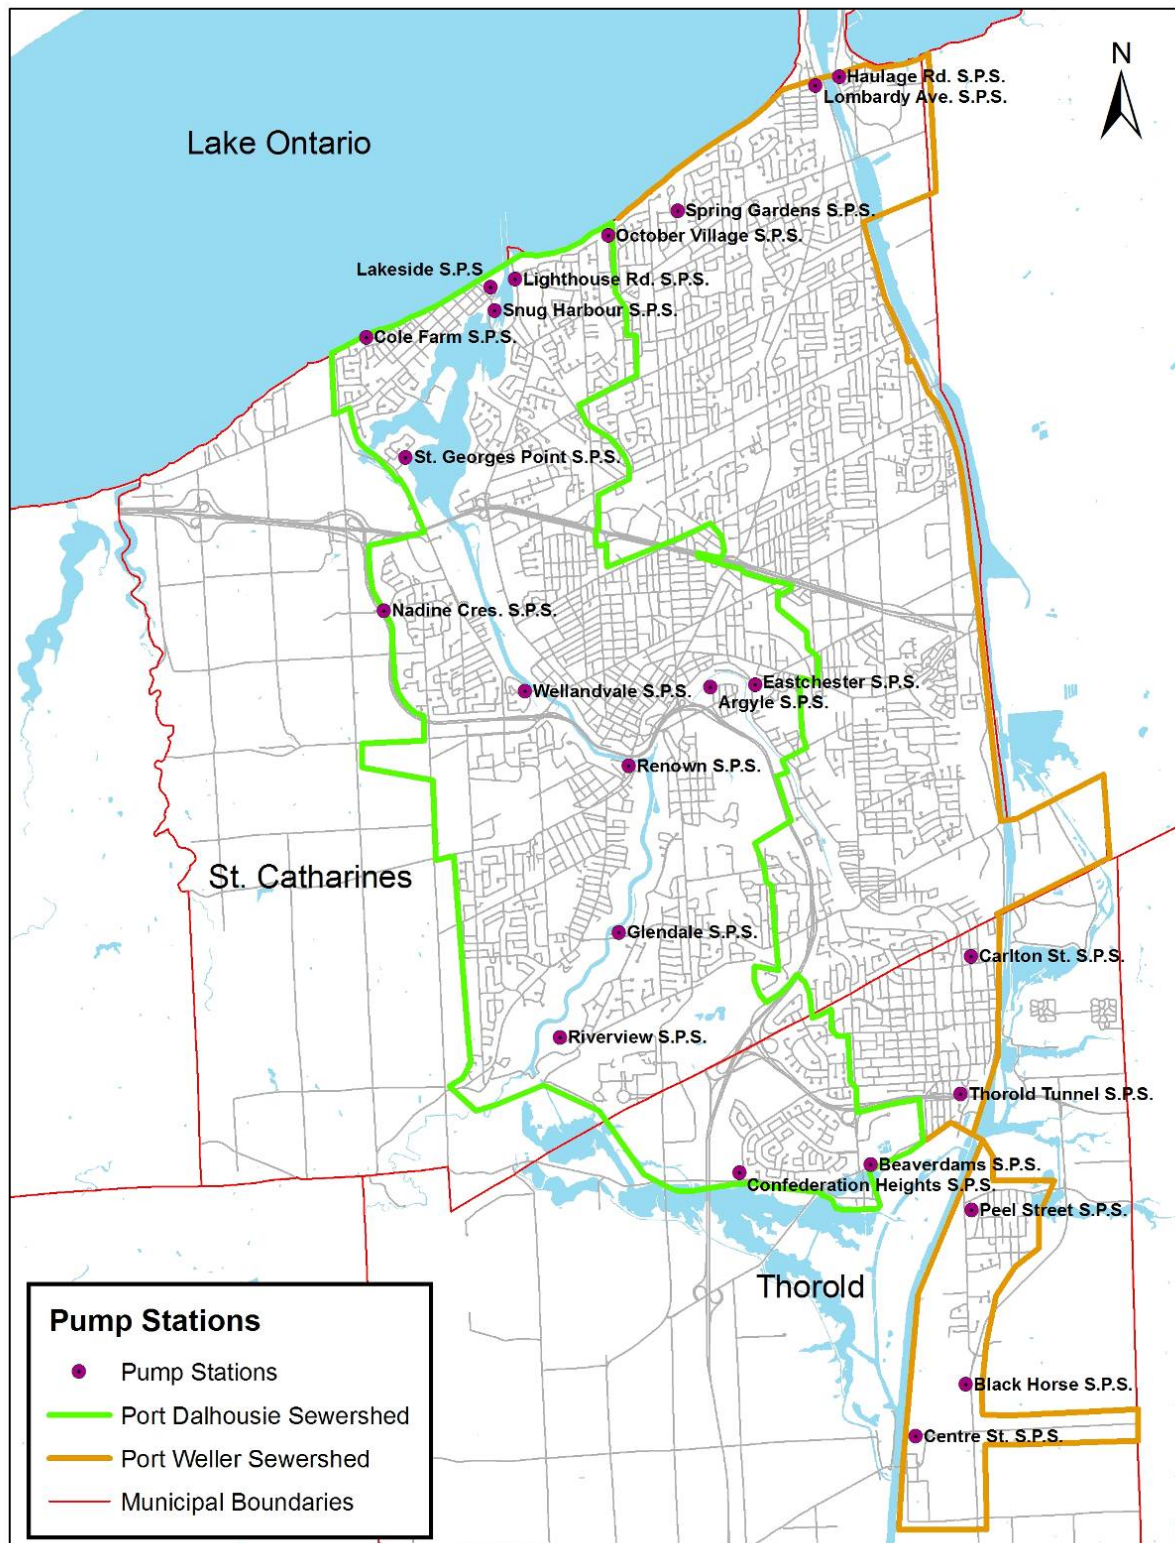 N
Haulage Rd. S.P.S.
Lombardy Ave. S.P.S.
Lake Ontario
Spring Gardens S.P.S.
October Village S.P.S.
Lakeside S.P.S
Lighthouse Rd. S.P.S.
Snug Harbour S.P.S.
Cole Farm S.P.S.
St. Georges Point S.P.S.
Nadine Cres. S.P.S.
Eastchester S.P.S.
Wellandvale S.P.S.
Argyle S.P.S.
Renown S.P.S.
St. Catharines
Glendale S.P.S.
Carlton St. S.P.S.
Riverview S.P.S.
Thorold Tunnel S.P.S.
Beaverdams S.P.S.
Confederation Heights S.P.S.
Peel Street S.P.S.
Thorold
Black Horse S.P.S.
Centre St. S.P.S.
Pump Stations
Pump Stations
Port Dalhousie Sewershed
Port Weller Sewershed
Municipal Boundaries